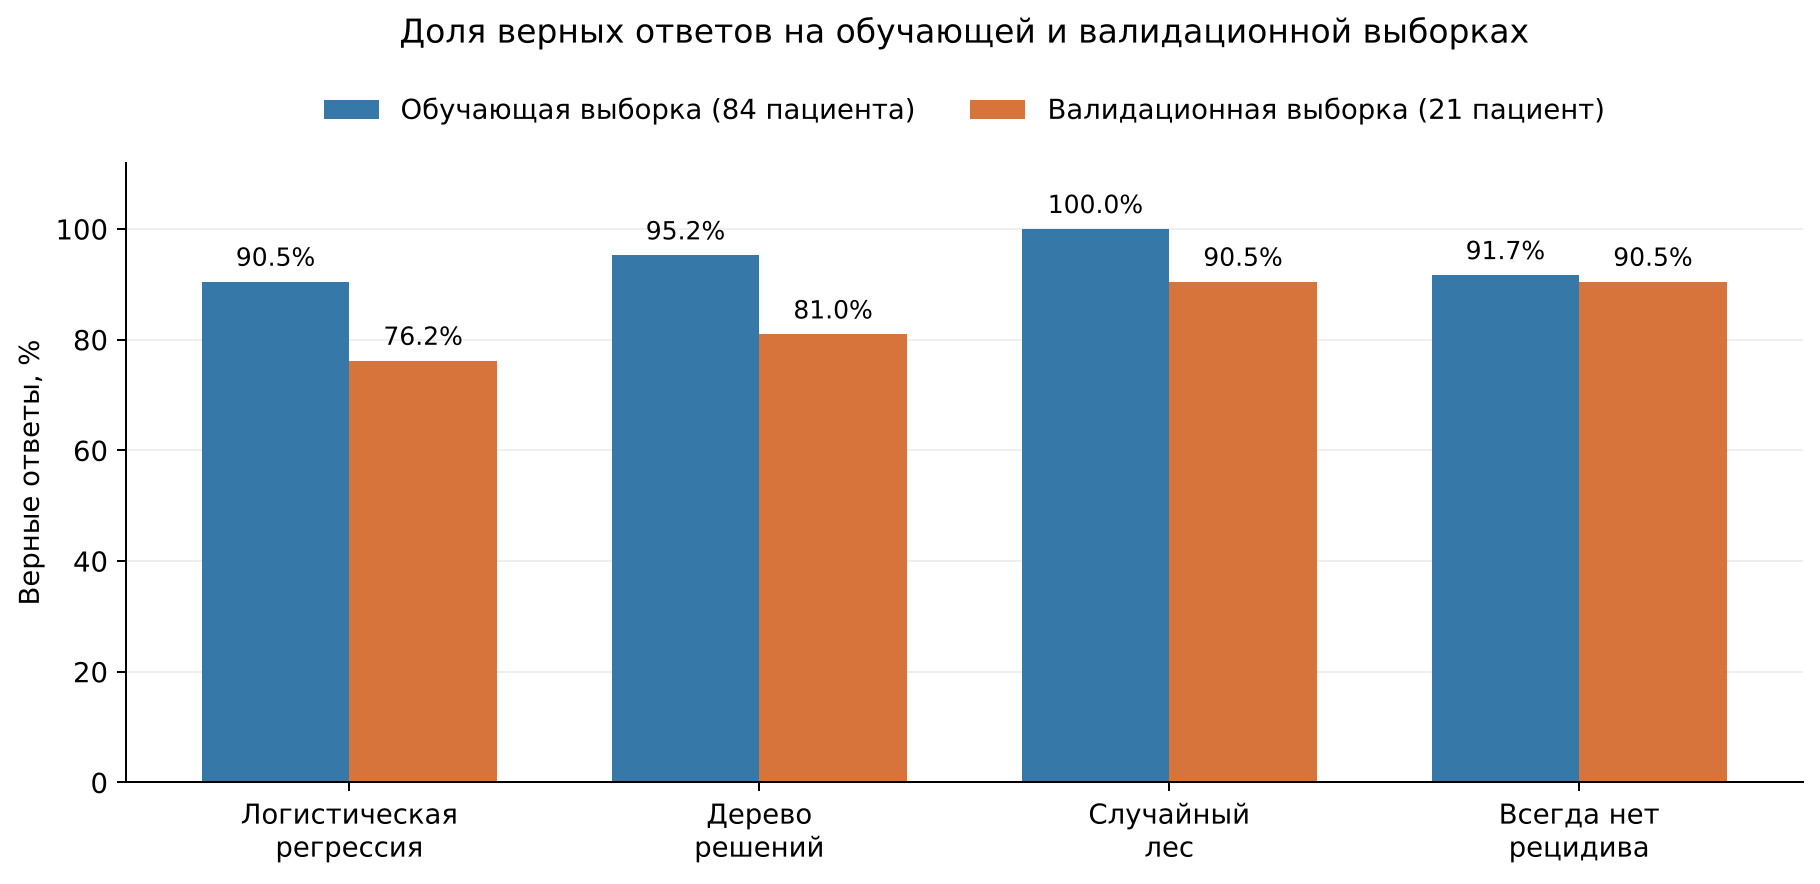 Доля верных ответов на обучающей и валидационной выборках
Обучающая выборка (84 пациента)
Валидационная выборка (21 пациент)
Верные ответы, %
100
80
60
40
20
0
90.5%
76.2%
95.2%
81.0%
100.0%
90.5%
91.7%
90.5%
Логистическая
регрессия
Дерево
решений
Случайный
лес
Всегда нет
рецидива